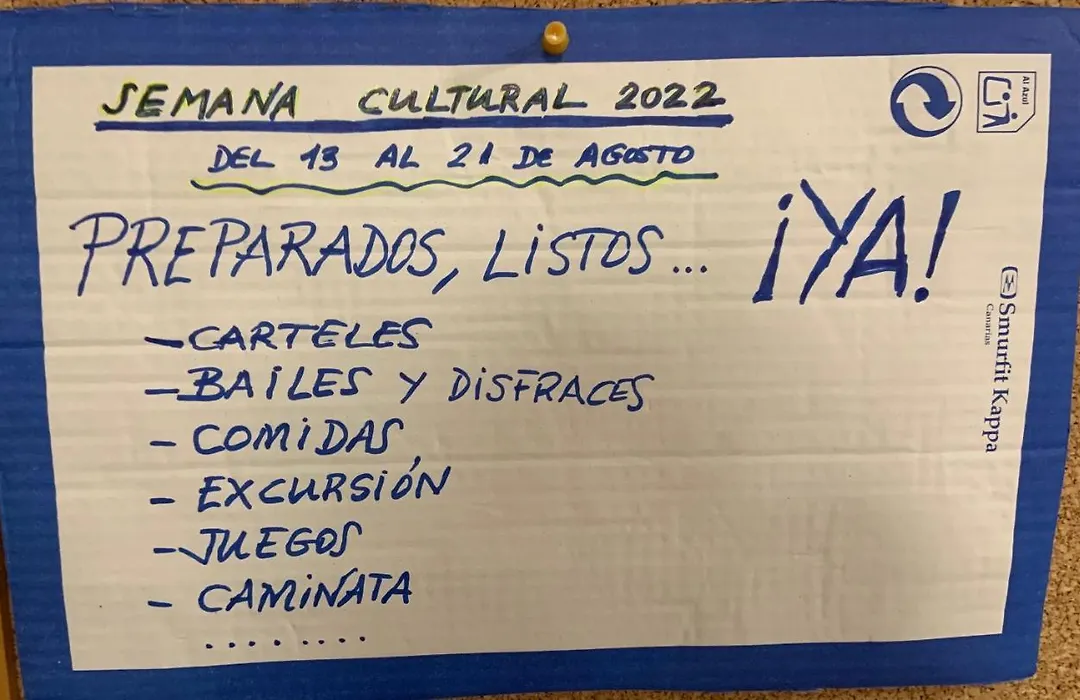 SEMANA CULTURAL 2022
DEL 13 AL 21 DE AGOSTO
PREPARADOS, LISTOS... ¡YA!
- CARTELES
- BAILES Y DISFRACES
- COMIDAS
- EXCURSIÓN
- JUEGOS
- CAMINATA
........
Al Azul
Smurfit Kappa
Canarias